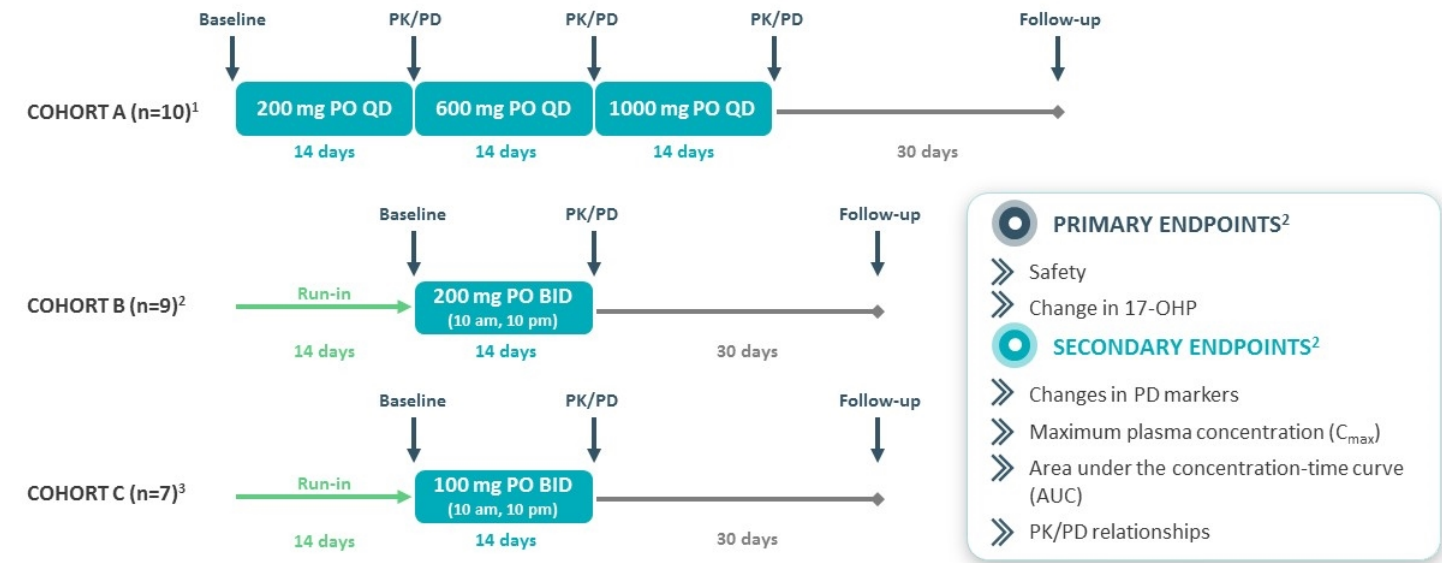 Baseline PK/PD PK/PD PK/PD Follow-up
COHORT A (n=10)¹ 200 mg PO QD 600 mg PO QD 1000 mg PO QD
14 days 14 days 14 days 30 days
Baseline PK/PD Follow-up
COHORT B (n=9)² Run-in 200 mg PO BID
(10 am, 10 pm)
14 days 14 days 30 days
Baseline PK/PD Follow-up
COHORT C (n=7)³ Run-in 100 mg PO BID
(10 am, 10 pm)
14 days 14 days 30 days
PRIMARY ENDPOINTS²
Safety
Change in 17-OHP
SECONDARY ENDPOINTS²
Changes in PD markers
Maximum plasma concentration (Cmax)
Area under the concentration-time curve
(AUC)
PK/PD relationships